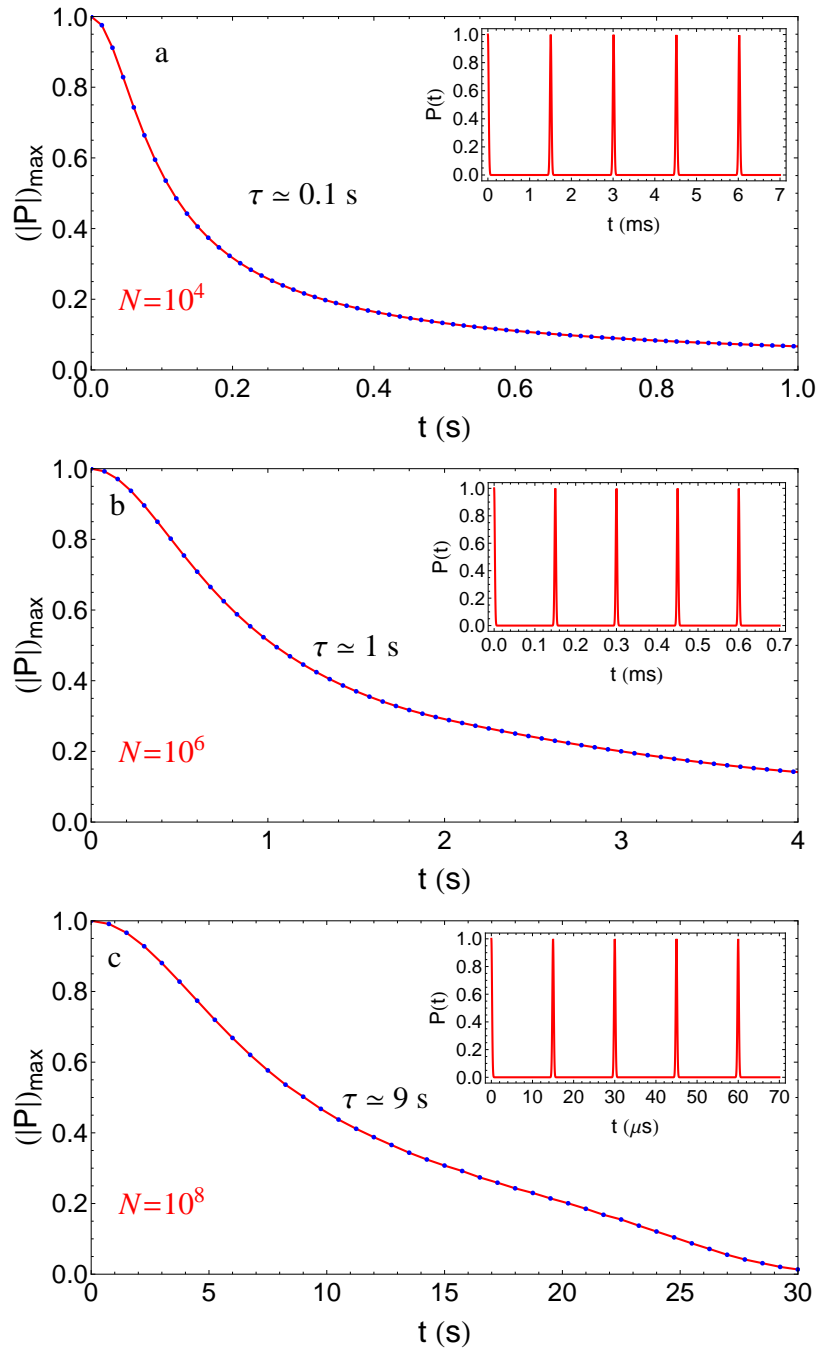 a
(|P|)max
1.0
0.8
0.6
0.4
0.2
0.0
0.0 0.2 0.4 0.6 0.8 1.0
t (s)
τ ≃ 0.1 s
N=10⁴
P(t)
1.0
0.8
0.6
0.4
0.2
0.0
0 1 2 3 4 5 6 7
t (ms)
b
(|P|)max
1.0
0.8
0.6
0.4
0.2
0.0
0 1 2 3 4
t (s)
τ ≃ 1 s
N=10⁶
P(t)
1.0
0.8
0.6
0.4
0.2
0.0
0.0 0.1 0.2 0.3 0.4 0.5 0.6 0.7
t (ms)
c
(|P|)max
1.0
0.8
0.6
0.4
0.2
0.0
0 5 10 15 20 25 30
t (s)
τ ≃ 9 s
N=10⁸
P(t)
1.0
0.8
0.6
0.4
0.2
0.0
0 10 20 30 40 50 60 70
t (μs)